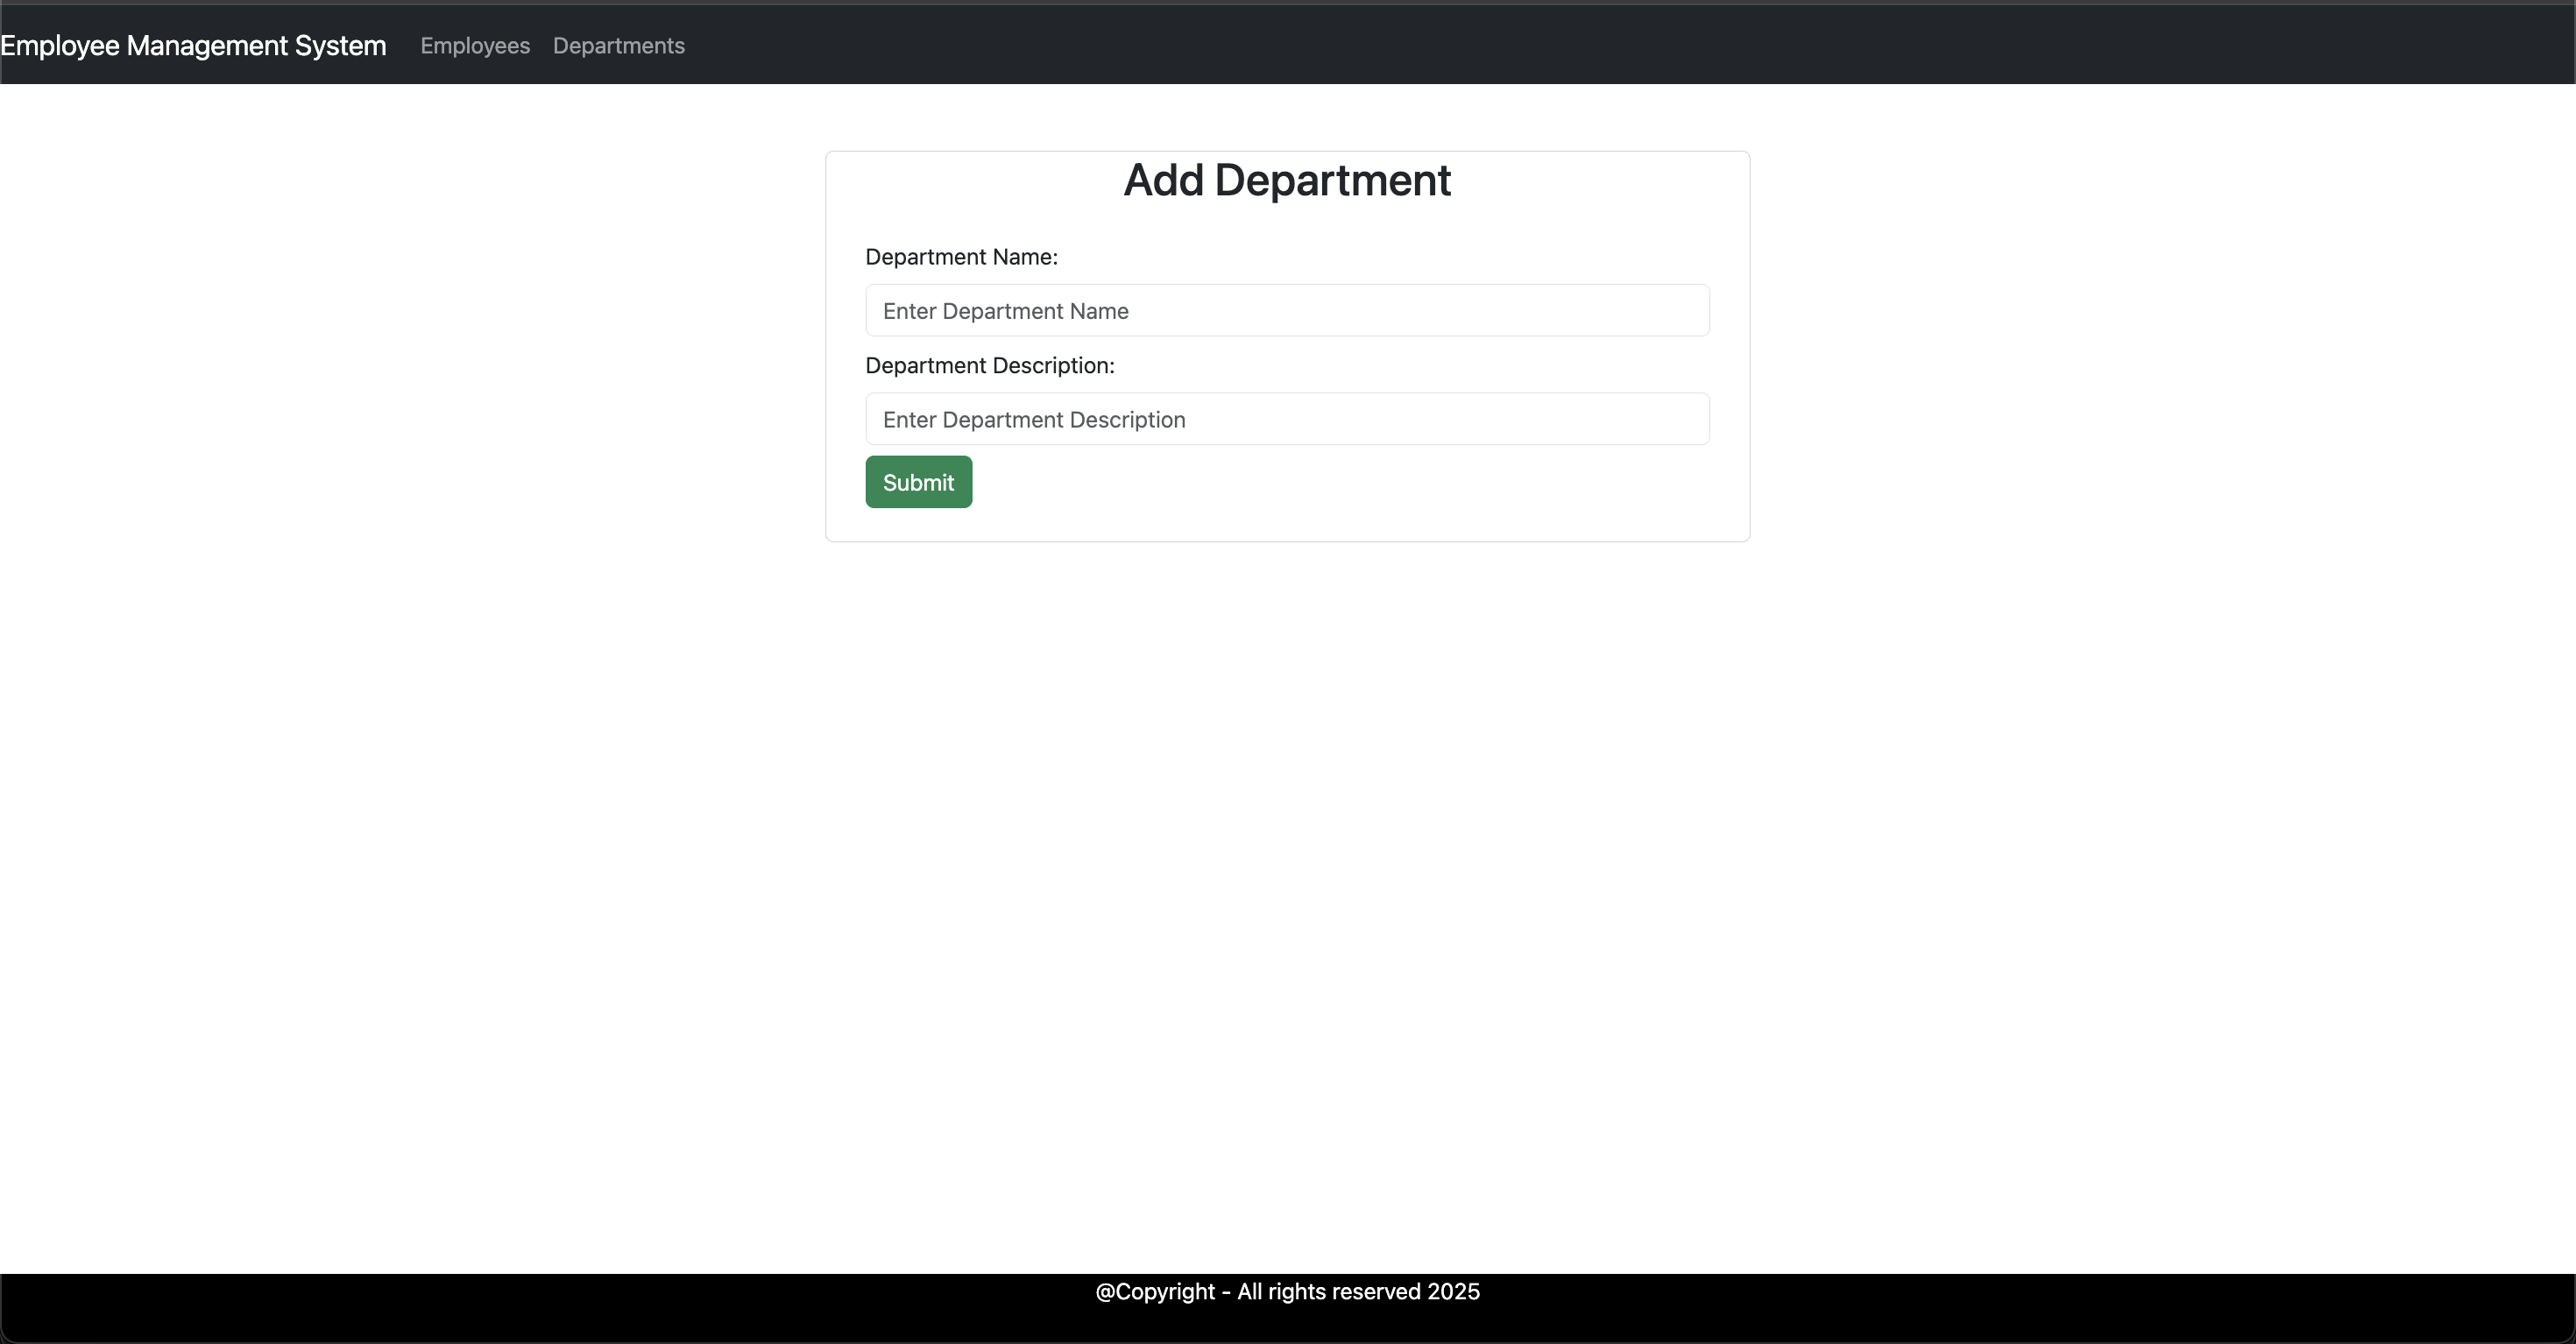 Employee Management System Employees Departments
Add Department
Department Name:
Enter Department Name
Department Description:
Enter Department Description
Submit
@Copyright - All rights reserved 2025